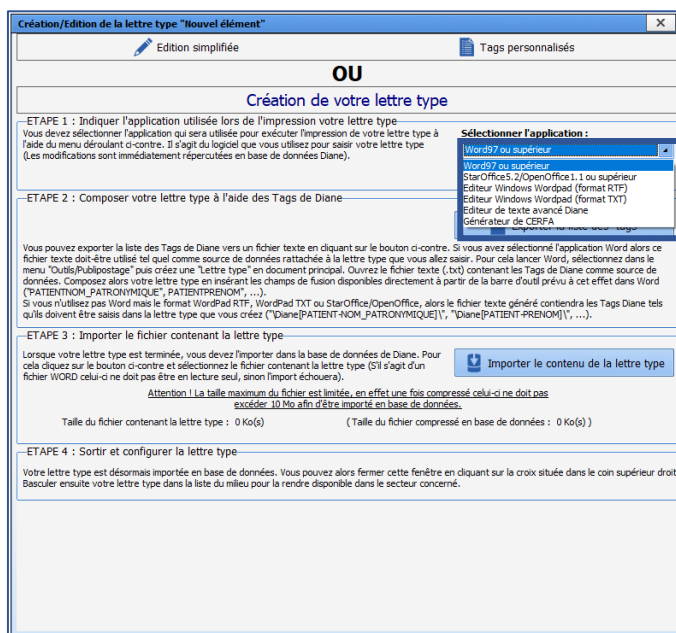 Création/Edition de la lettre type "Nouvel élément"
Edition simplifiée
Tags personnalisés
OU
Création de votre lettre type
ETAPE 1 : Indiquer l'application utilisée lors de l'impression votre lettre type
Vous devez sélectionner l'application qui sera utilisée pour exécuter l'impression de votre lettre type à
l'aide du menu déroulant ci-contre. Il s'agit du logiciel que vous utilisez pour saisir votre lettre type
(Les modifications sont immédiatement répercutées en base de données Diane).
Sélectionner l'application :
Word97 ou supérieur
Word97 ou supérieur
StarOffice5.2/OpenOffice1.1 ou supérieur
Editeur Windows Wordpad (format RTF)
Editeur Windows Wordpad (format TXT)
Editeur de texte avancé Diane
Générateur de CERFA
ETAPE 2 : Composer votre lettre type à l'aide des Tags de Diane
Exporter la liste des tags
Vous pouvez exporter la liste des Tags de Diane vers un fichier texte en cliquant sur le bouton ci-contre. Si vous avez sélectionné l'application Word alors ce
fichier texte doit-être utilisé tel quel comme source de données rattachée à la lettre type que vous allez saisir. Pour cela lancer Word, sélectionnez dans le
menu "Outils/Publipostage" puis créez une "Lettre type" en document principal. Ouvrez le fichier texte (.txt) contenant les Tags de Diane comme source de
données. Composez alors votre lettre type en insérant les champs de fusion disponibles directement à partir de la barre d'outil prévu à cet effet dans Word
("PATIENTNOM_PATRONYMIQUE", PATIENTPRENOM", ...).
Si vous n'utilisez pas Word mais le format WordPad RTF, WordPad TXT ou StarOffice/OpenOffice, alors le fichier texte généré contiendra les Tags Diane tels
qu'ils doivent être saisis dans la lettre type que vous créez ("\Diane[PATIENT-NOM_PATRONYMIQUE]\", "\Diane[PATIENT-PRENOM]\", ...).
ETAPE 3 : Importer le fichier contenant la lettre type
Lorsque votre lettre type est terminée, vous devez l'importer dans la base de données de Diane. Pour
cela cliquez sur le bouton ci-contre et sélectionnez le fichier contenant la lettre type (S'il s'agit d'un
fichier WORD celui-ci ne doit pas être en lecture seul, sinon l'import échouera).
Importer le contenu de la lettre type
Attention ! La taille maximum du fichier est limitée, en effet une fois compressé celui-ci ne doit pas
excéder 10 Mo afin d'être importé en base de données.
Taille du fichier contenant la lettre type : 0 Ko(s)
( Taille du fichier compressé en base de données : 0 Ko(s) )
ETAPE 4 : Sortir et configurer la lettre type
Votre lettre type est désormais importée en base de données. Vous pouvez alors fermer cette fenêtre en cliquant sur la croix située dans le coin supérieur droit
Basculer ensuite votre lettre type dans la liste du milieu pour la rendre disponible dans le secteur concerné.